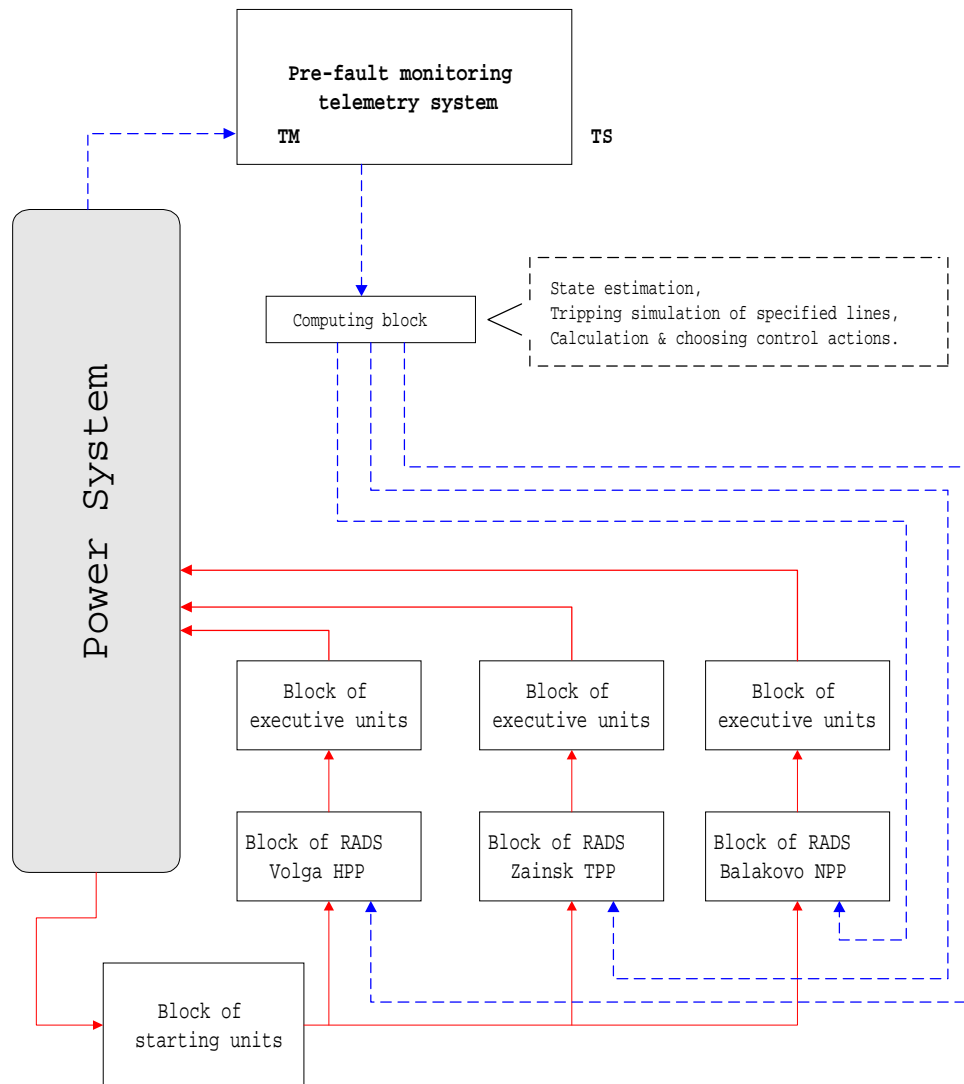 Pre-fault monitoring
telemetry system
TM TS
State estimation,
Tripping simulation of specified lines,
Calculation & choosing control actions.
Computing block
Power System
Block of
executive units
Block of
executive units
Block of
executive units
Block of RADS
Volga HPP
Block of RADS
Zainsk TPP
Block of RADS
Balakovo NPP
Block of
starting units